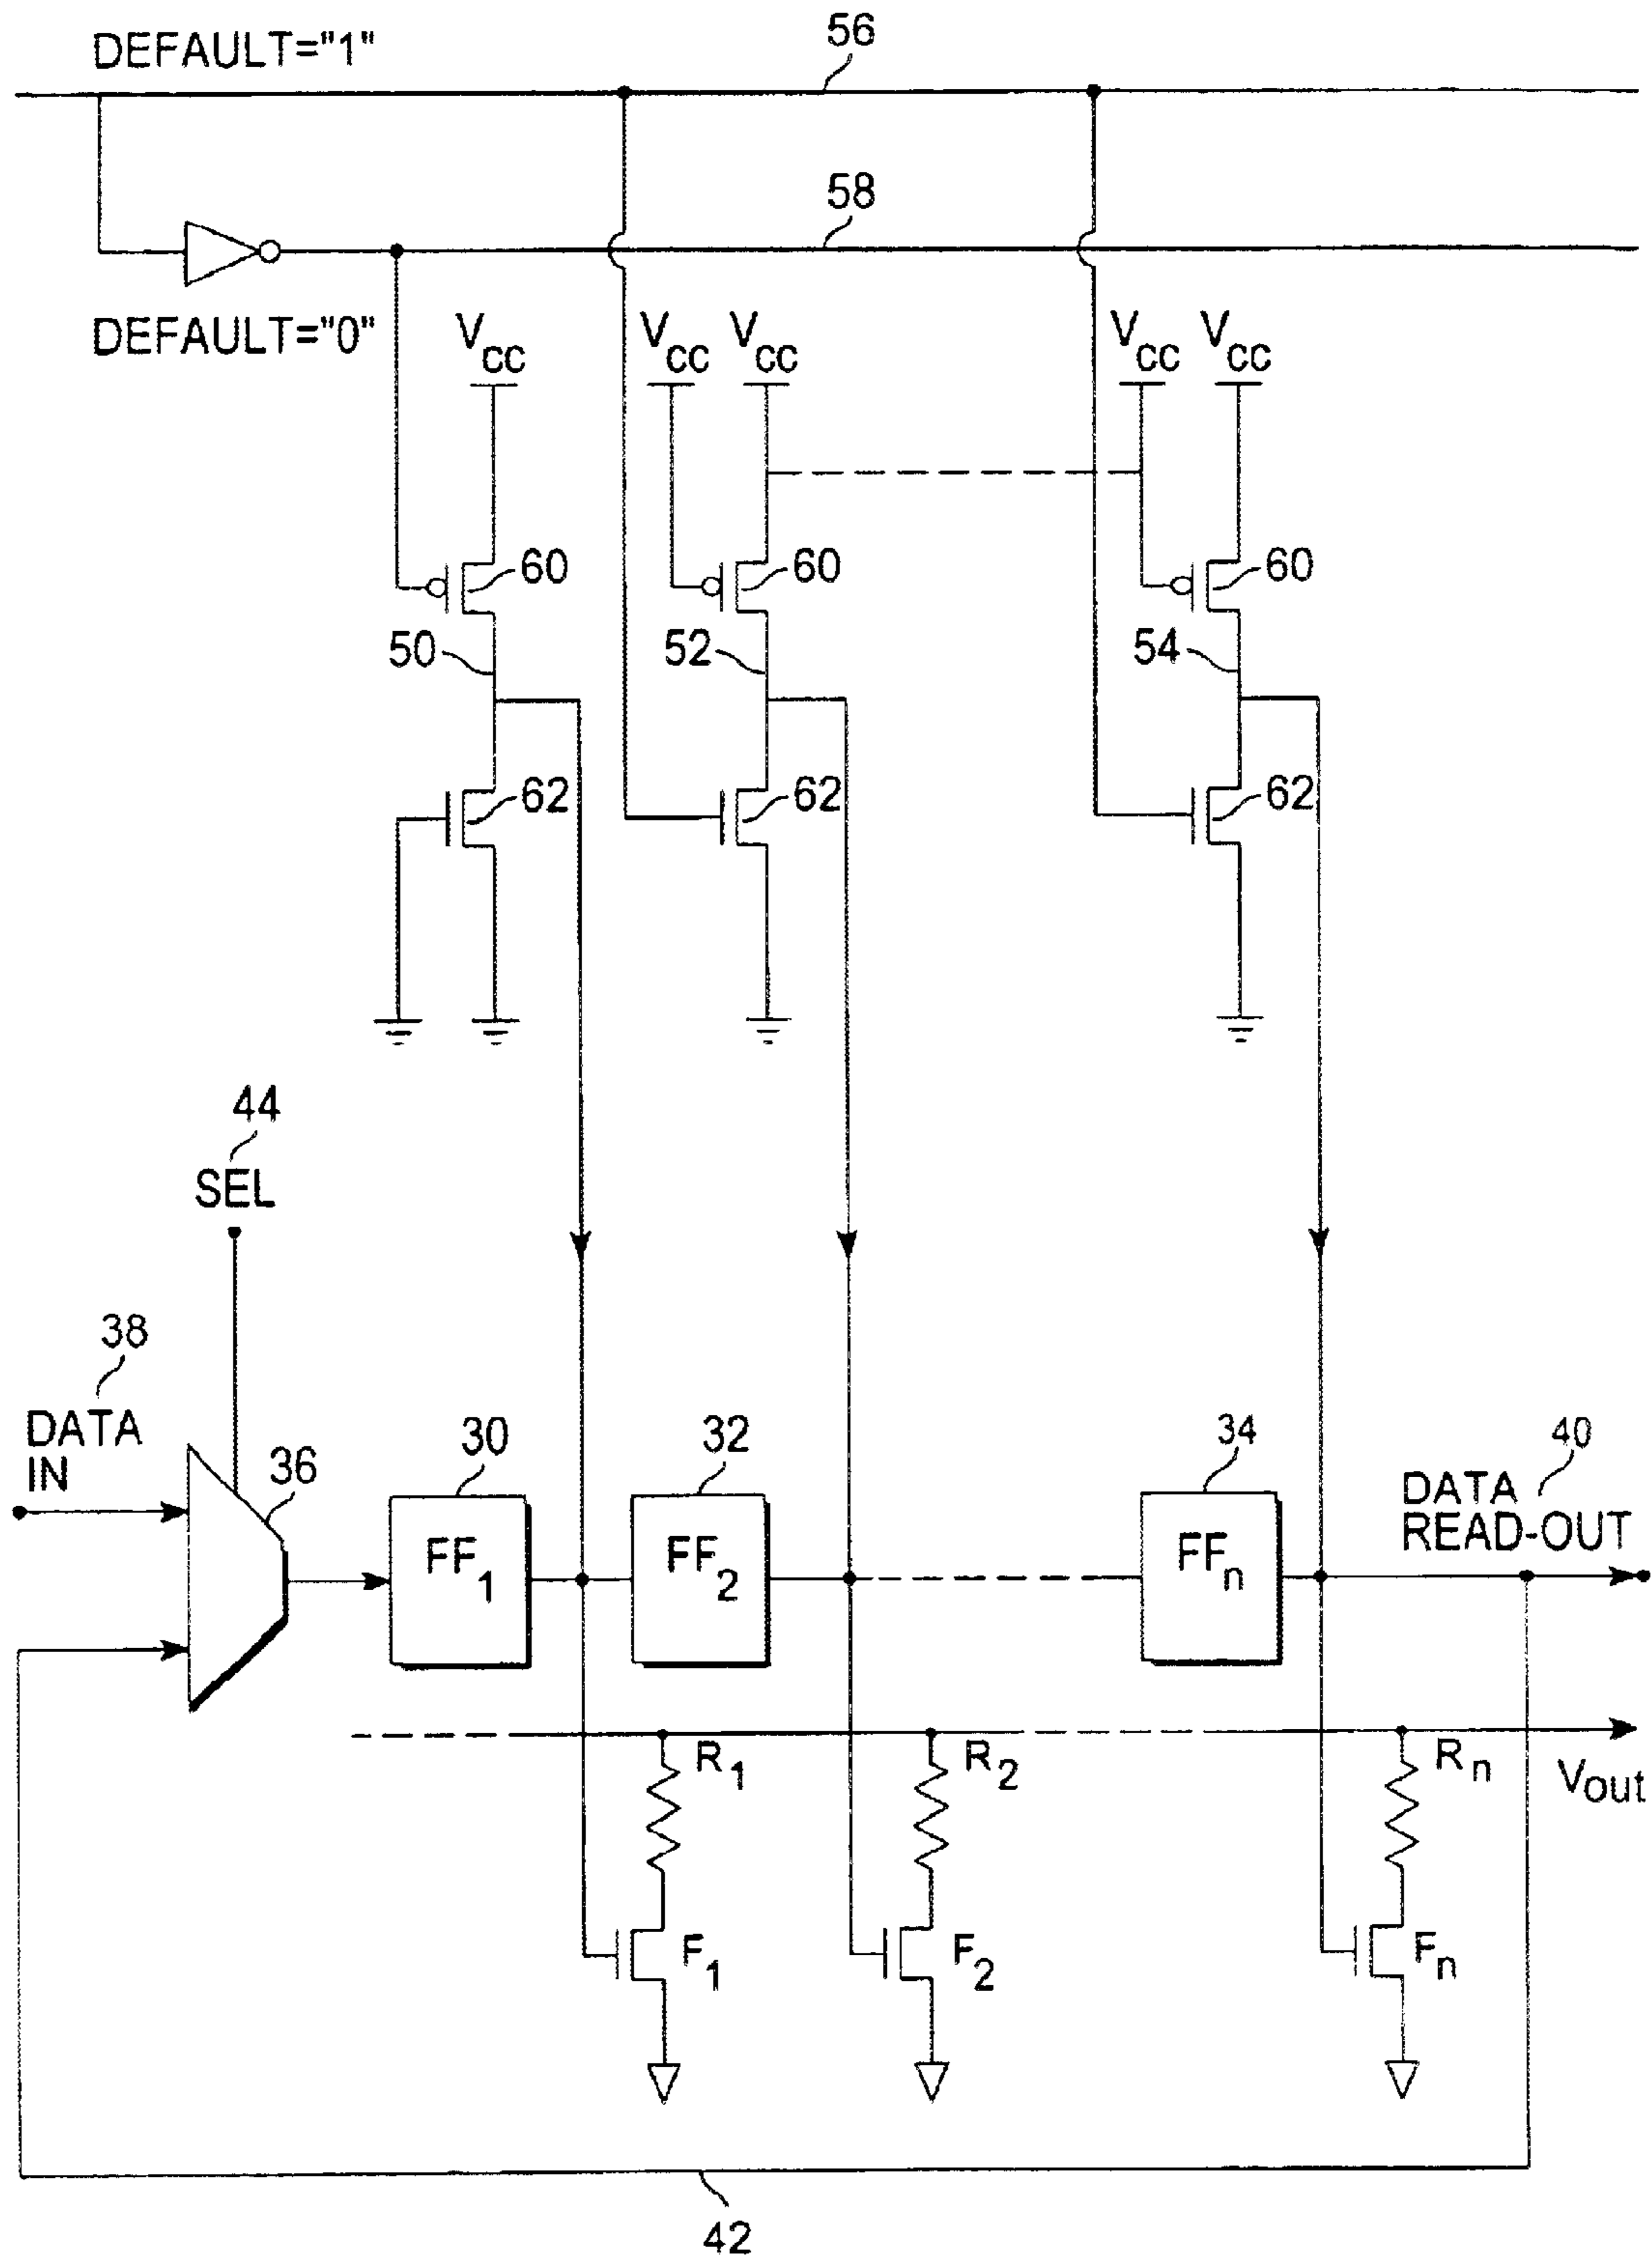 56
DEFAULT="1"
58
DEFAULT="0"
Vcc
Vcc Vcc
Vcc Vcc
60
60
60
50
52
54
62
62
62
44
SEL
38
DATA
IN
36
30
32
34
40
DATA
READ-OUT
FF1
FF2
FFn
R1
R2
Rn
Vout
F1
F2
Fn
42